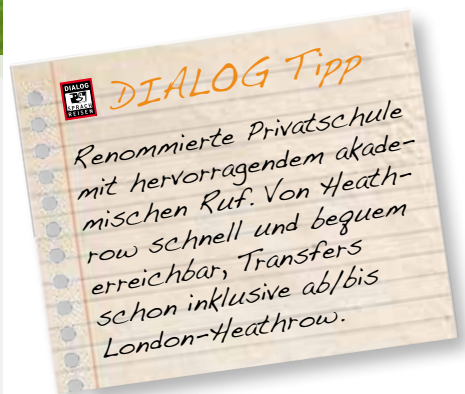 DIALOG
SPRACH
REISEN
DIALOG Tipp
Renommierte Privatschule
mit hervorragendem akade-
mischen Ruf. Von Heath-
row schnell und bequem
erreichbar, Transfers
schon inklusive ab/bis
London-Heathrow.